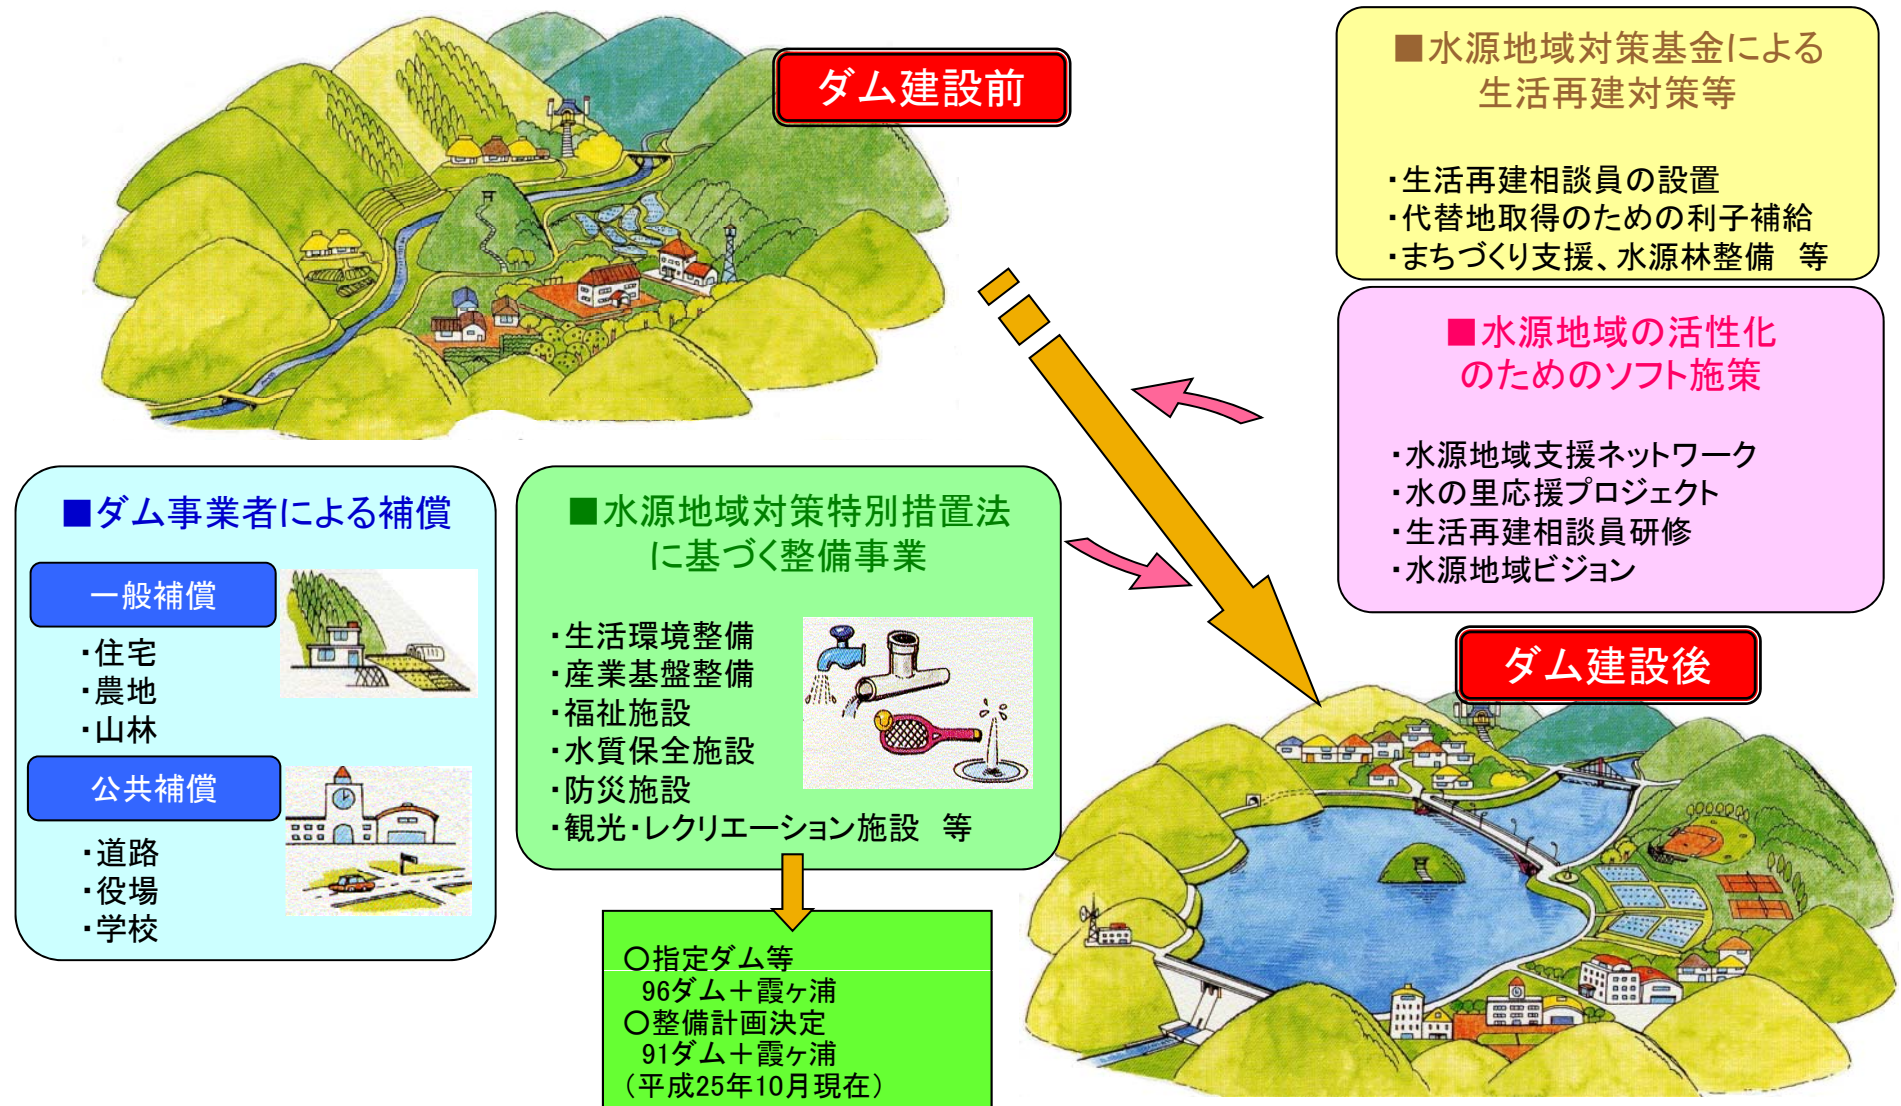 ダム建設前
■水源地域対策基金による
生活再建対策等
・生活再建相談員の設置
・代替地取得のための利子補給
・まちづくり支援、水源林整備　等
■水源地域の活性化
のためのソフト施策
・水源地域支援ネットワーク
・水の里応援プロジェクト
・生活再建相談員研修
・水源地域ビジョン
■ダム事業者による補償
一般補償
・住宅
・農地
・山林
公共補償
・道路
・役場
・学校
■水源地域対策特別措置法
に基づく整備事業
・生活環境整備
・産業基盤整備
・福祉施設
・水質保全施設
・防災施設
・観光・レクリエーション施設　等
○指定ダム等
96ダム＋霞ヶ浦
○整備計画決定
91ダム＋霞ヶ浦
（平成25年10月現在）
ダム建設後